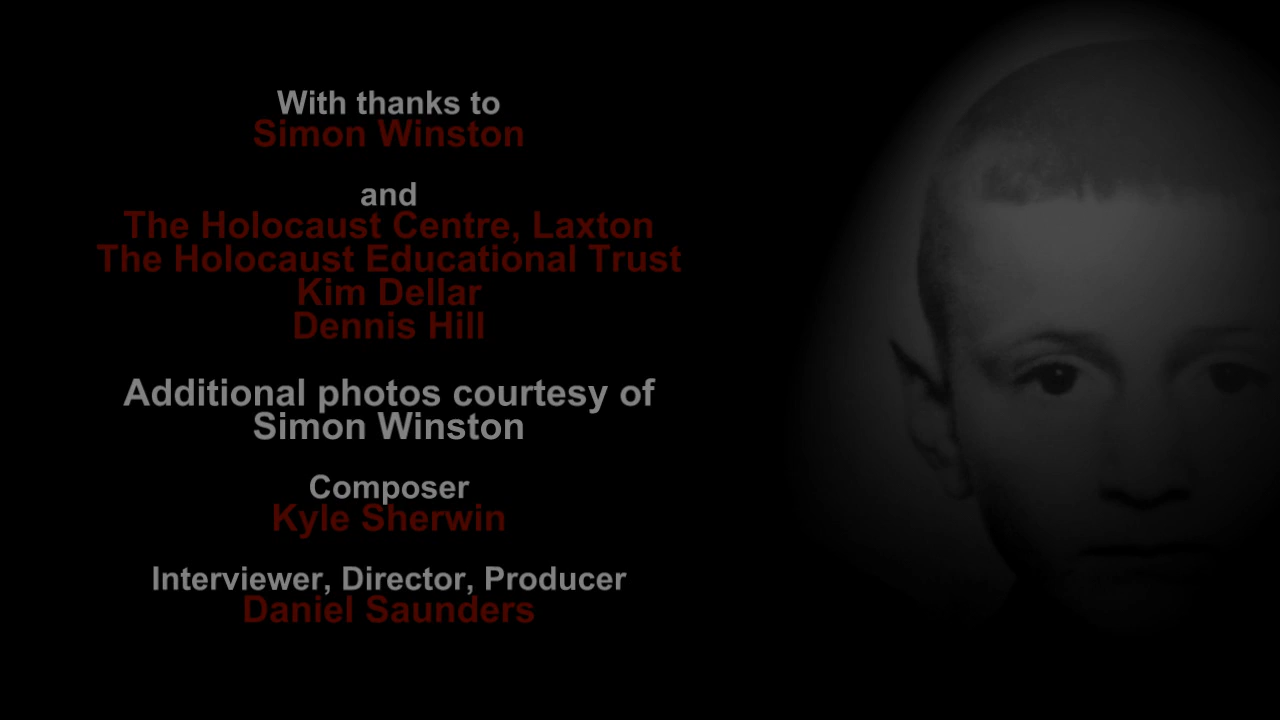 With thanks to
Simon Winston
and
The Holocaust Centre, Laxton
The Holocaust Educational Trust
Kim Dellar
Dennis Hill
Additional photos courtesy of
Simon Winston
Composer
Kyle Sherwin
Interviewer, Director, Producer
Daniel Saunders